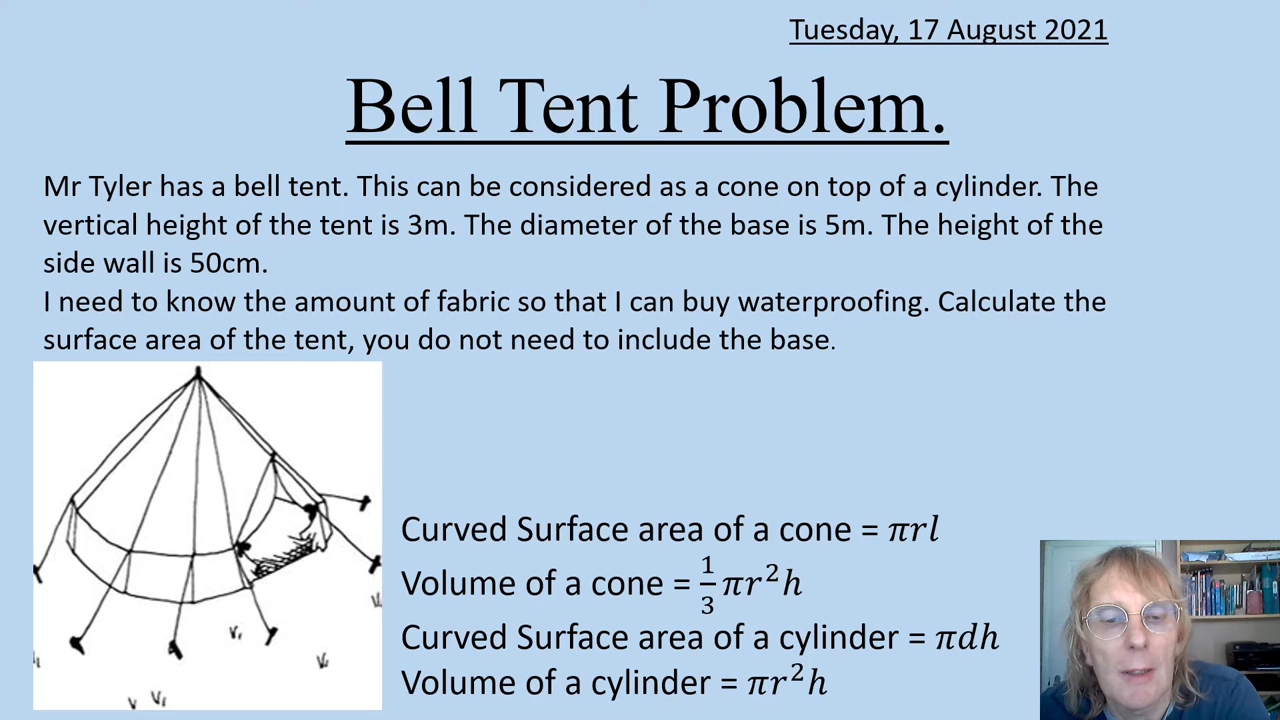 Tuesday, 17 August 2021
Bell Tent Problem.
Mr Tyler has a bell tent. This can be considered as a cone on top of a cylinder. The
vertical height of the tent is 3m. The diameter of the base is 5m. The height of the
side wall is 50cm.
I need to know the amount of fabric so that I can buy waterproofing. Calculate the
surface area of the tent, you do not need to include the base.
Curved Surface area of a cone = πrl
Volume of a cone = 1/3 πr²h
Curved Surface area of a cylinder = πdh
Volume of a cylinder = πr²h